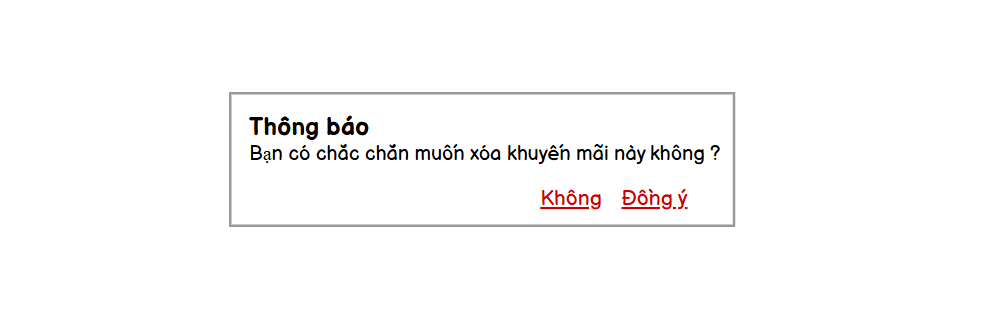 Thông báo
Bạn có chắc chắn muốn xóa khuyến mãi này không ?
Không Đồng ý